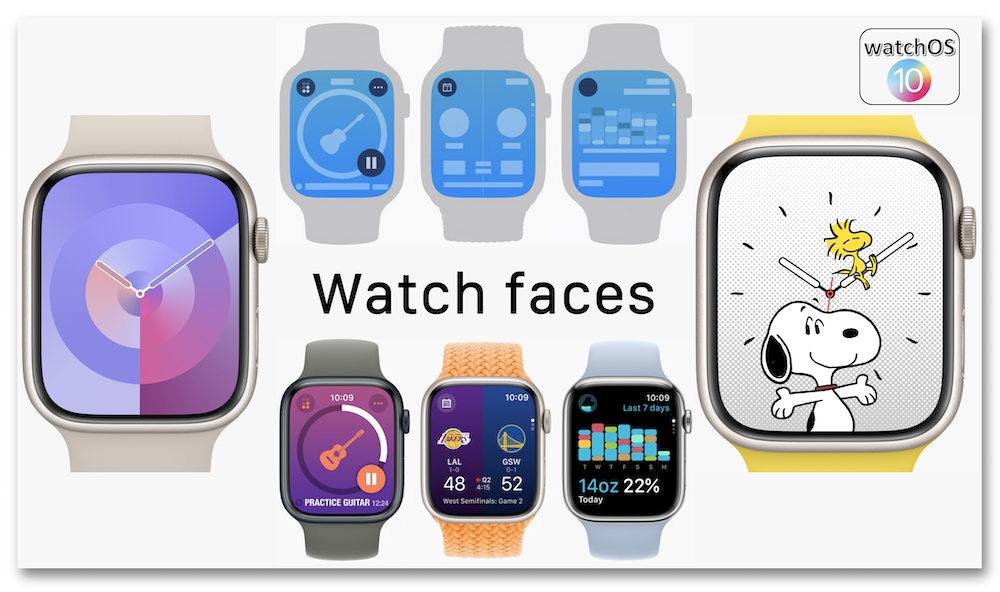 watchOS
10
Watch faces
10:09
PRACTICE GUITAR 12:24
10:09
LAKERS
LAL
GSW
1-0
0-1
48
Q2
4:15
52
West Semifinals: Game 2
10:09
Last 7 days
T W T F S S M
14oz 22%
Today